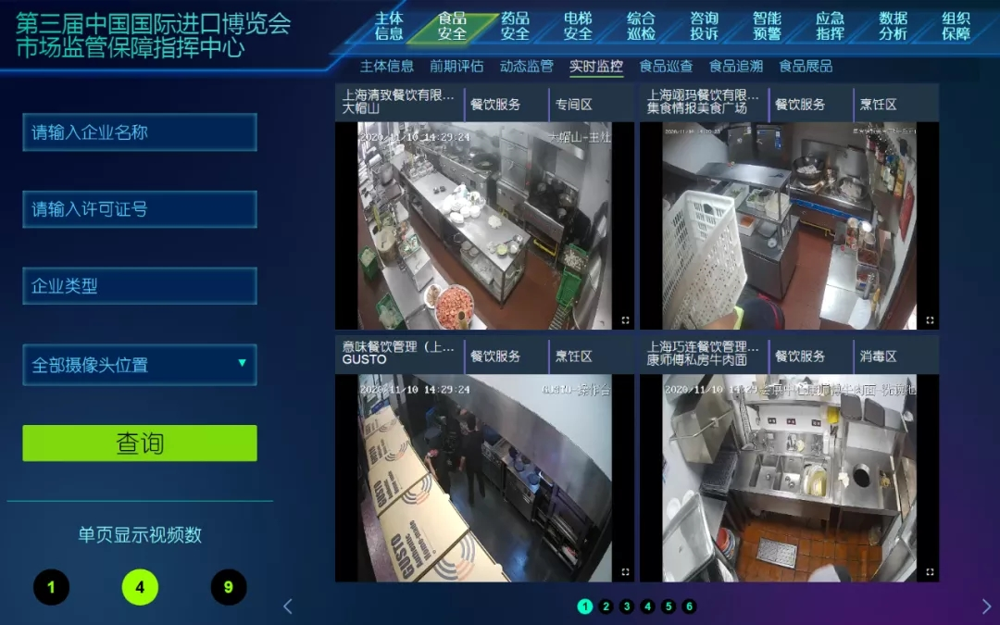 第三届中国国际进口博览会
市场监管保障指挥中心
主体信息
食品安全
药品安全
电梯安全
综合巡检
咨询投诉
智能预警
应急指挥
数据分析
组织保障
主体信息 前期评估 动态监管 实时监控 食品巡查 食品追溯 食品展品
请输入企业名称
请输入许可证号
企业类型
全部摄像头位置
查询
单页显示视频数
1 4 9
上海清致餐饮有限...
大帽山
餐饮服务
专间区
2020/11/10 14:29:24
大帽山-主灶
上海翊玛餐饮有限...
集食情报美食广场
餐饮服务
烹饪区
意味餐饮管理（上...
GUSTO
餐饮服务
烹饪区
2020/11/10 14:29:24
GUSTO-操作台
GUSTO
Authentic
Home-made
GUSTO
GUSTO
上海巧连餐饮管理...
康师傅私房牛肉面
餐饮服务
消毒区
2020/11/10 14:29
1 2 3 4 5 6